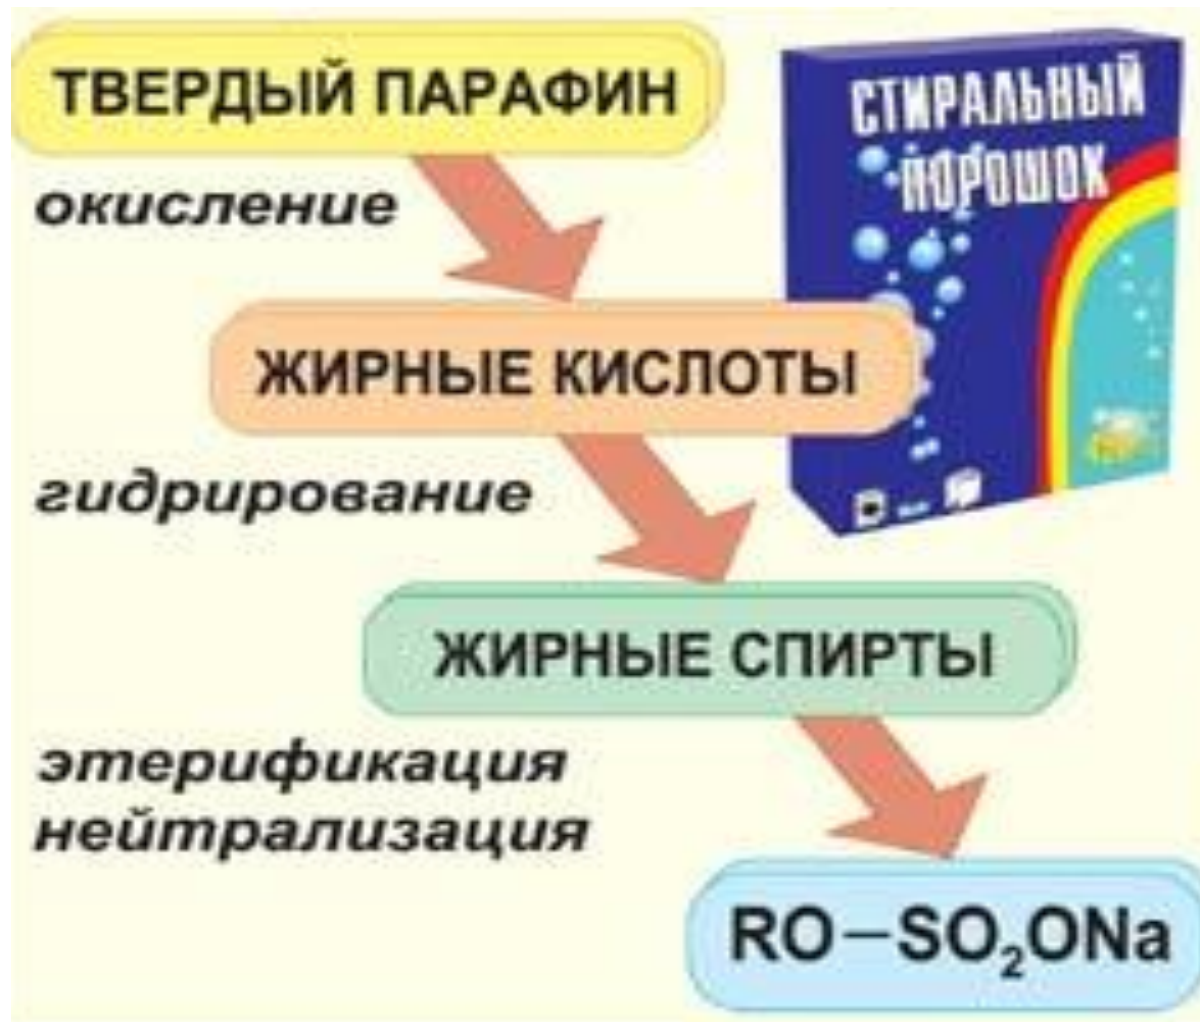 ТВЕРДЫЙ ПАРАФИН
СТИРАЛЬНЫЙ
ПОРОШОК
окисление
ЖИРНЫЕ КИСЛОТЫ
гидрирование
ЖИРНЫЕ СПИРТЫ
этерификация
нейтрализация
RO–SO₂ONa